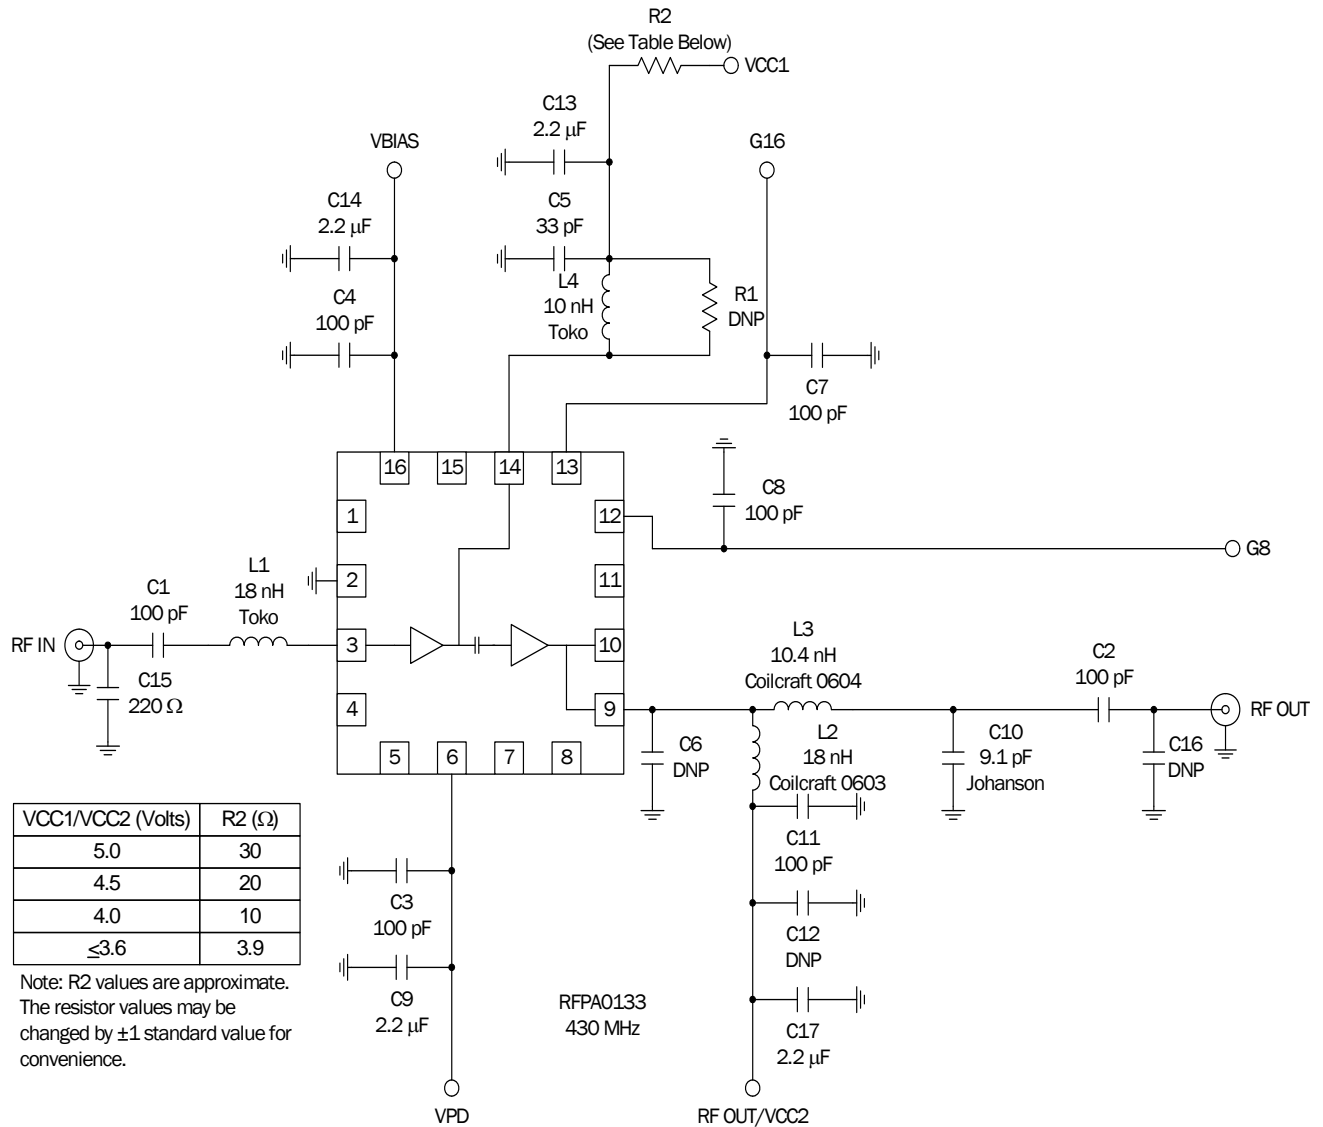 R2
(See Table Below)
VCC1
C13
2.2 µF
VBIAS
G16
C14
2.2 µF
C5
33 pF
L4
10 nH
Toko
R1
DNP
C4
100 pF
C7
100 pF
16
15
14
13
C8
100 pF
1
12
G8
2
11
L1
18 nH
Toko
C1
100 pF
RF IN
3
10
C15
220 Ω
4
9
L3
10.4 nH
Coilcraft 0604
C2
100 pF
RF OUT
C6
DNP
L2
18 nH
Coilcraft 0603
C10
9.1 pF
Johanson
C16
DNP
5
6
7
8
C11
100 pF
C12
DNP
C17
2.2 µF
C3
100 pF
C9
2.2 µF
VCC1/VCC2 (Volts) R2 (Ω)
5.0 30
4.5 20
4.0 10
≤3.6 3.9
Note: R2 values are approximate.
The resistor values may be
changed by ±1 standard value for
convenience.
RFPA0133
430 MHz
VPD
RF OUT/VCC2